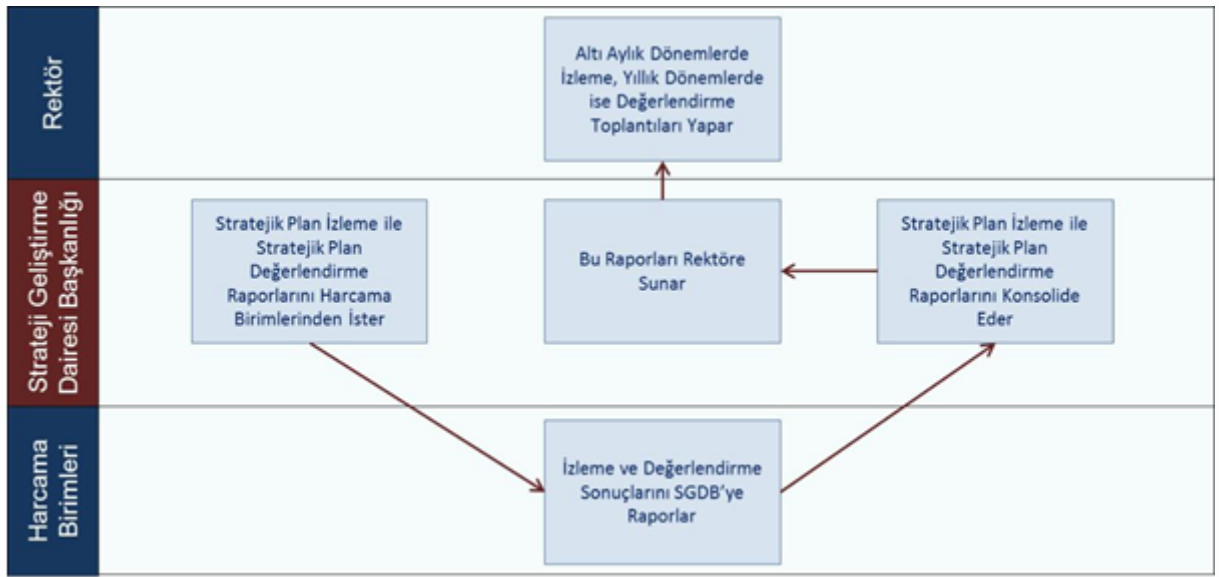 Rektör
Altı Aylık Dönemlerde
İzleme, Yıllık Dönemlerde
ise Değerlendirme
Toplantıları Yapar
Strateji Geliştirme
Dairesi Başkanlığı
Stratejik Plan İzleme ile
Stratejik Plan
Değerlendirme
Raporlarını Harcama
Birimlerinden İster
Bu Raporları Rektöre
Sunar
Stratejik Plan İzleme ile
Stratejik Plan
Değerlendirme
Raporlarını Konsolide
Eder
Harcama
Birimleri
İzleme ve Değerlendirme
Sonuçlarını SGDB'ye
Raporlar